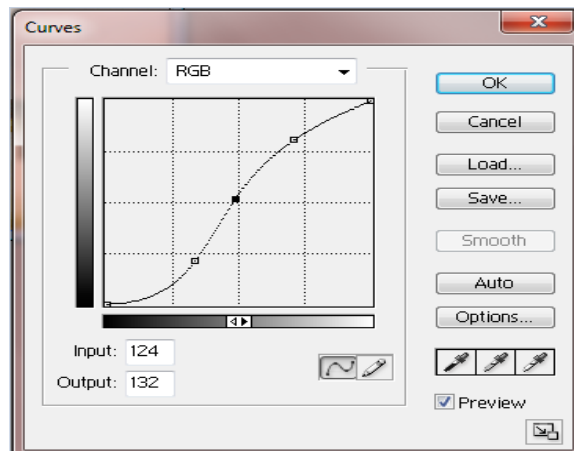 Curves
Channel: RGB
OK
Cancel
Load...
Save...
Smooth
Auto
Options...
Input: 124
Output: 132
Preview